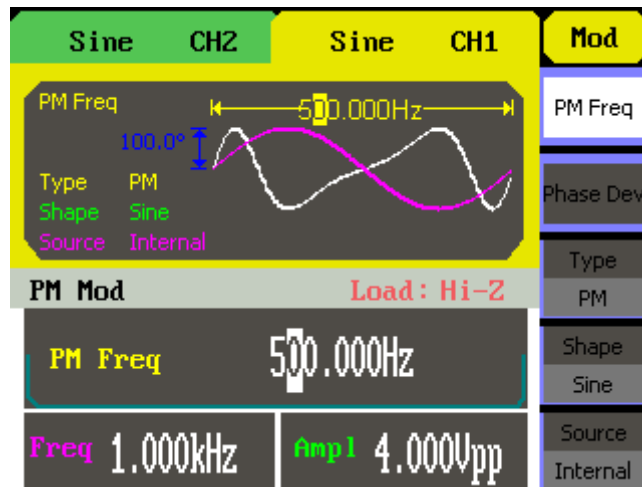 Sine CH2 Sine CH1 Mod
PM Freq
500.000Hz
100.0°
Type PM
Shape Sine
Source Internal
PM Mod Load: Hi-Z
PM Freq 500.000Hz
Freq 1.000kHz
Ampl 4.000Vpp
PM Freq
Phase Dev
Type
PM
Shape
Sine
Source
Internal